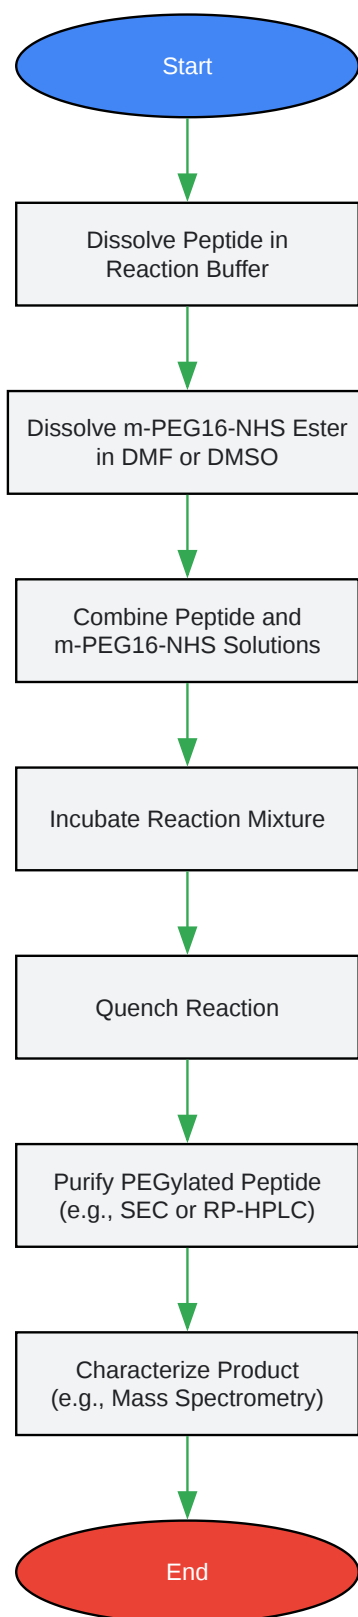 Start
Dissolve Peptide in
Reaction Buffer
Dissolve m-PEG16-NHS Ester
in DMF or DMSO
Combine Peptide and
m-PEG16-NHS Solutions
Incubate Reaction Mixture
Quench Reaction
Purify PEGylated Peptide
(e.g., SEC or RP-HPLC)
Characterize Product
(e.g., Mass Spectrometry)
End